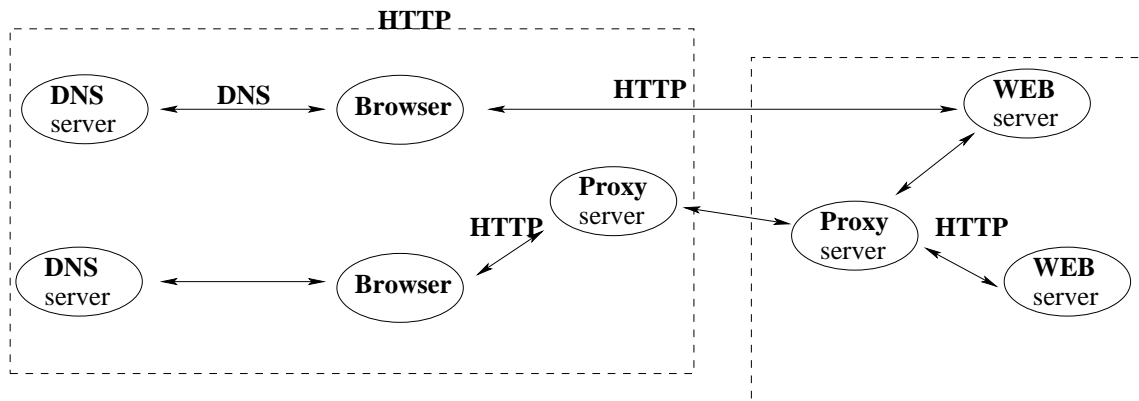 HTTP
DNS
server
DNS
Browser
HTTP
WEB
server
Proxy
server
HTTP
Proxy
server
HTTP
DNS
server
Browser
WEB
server